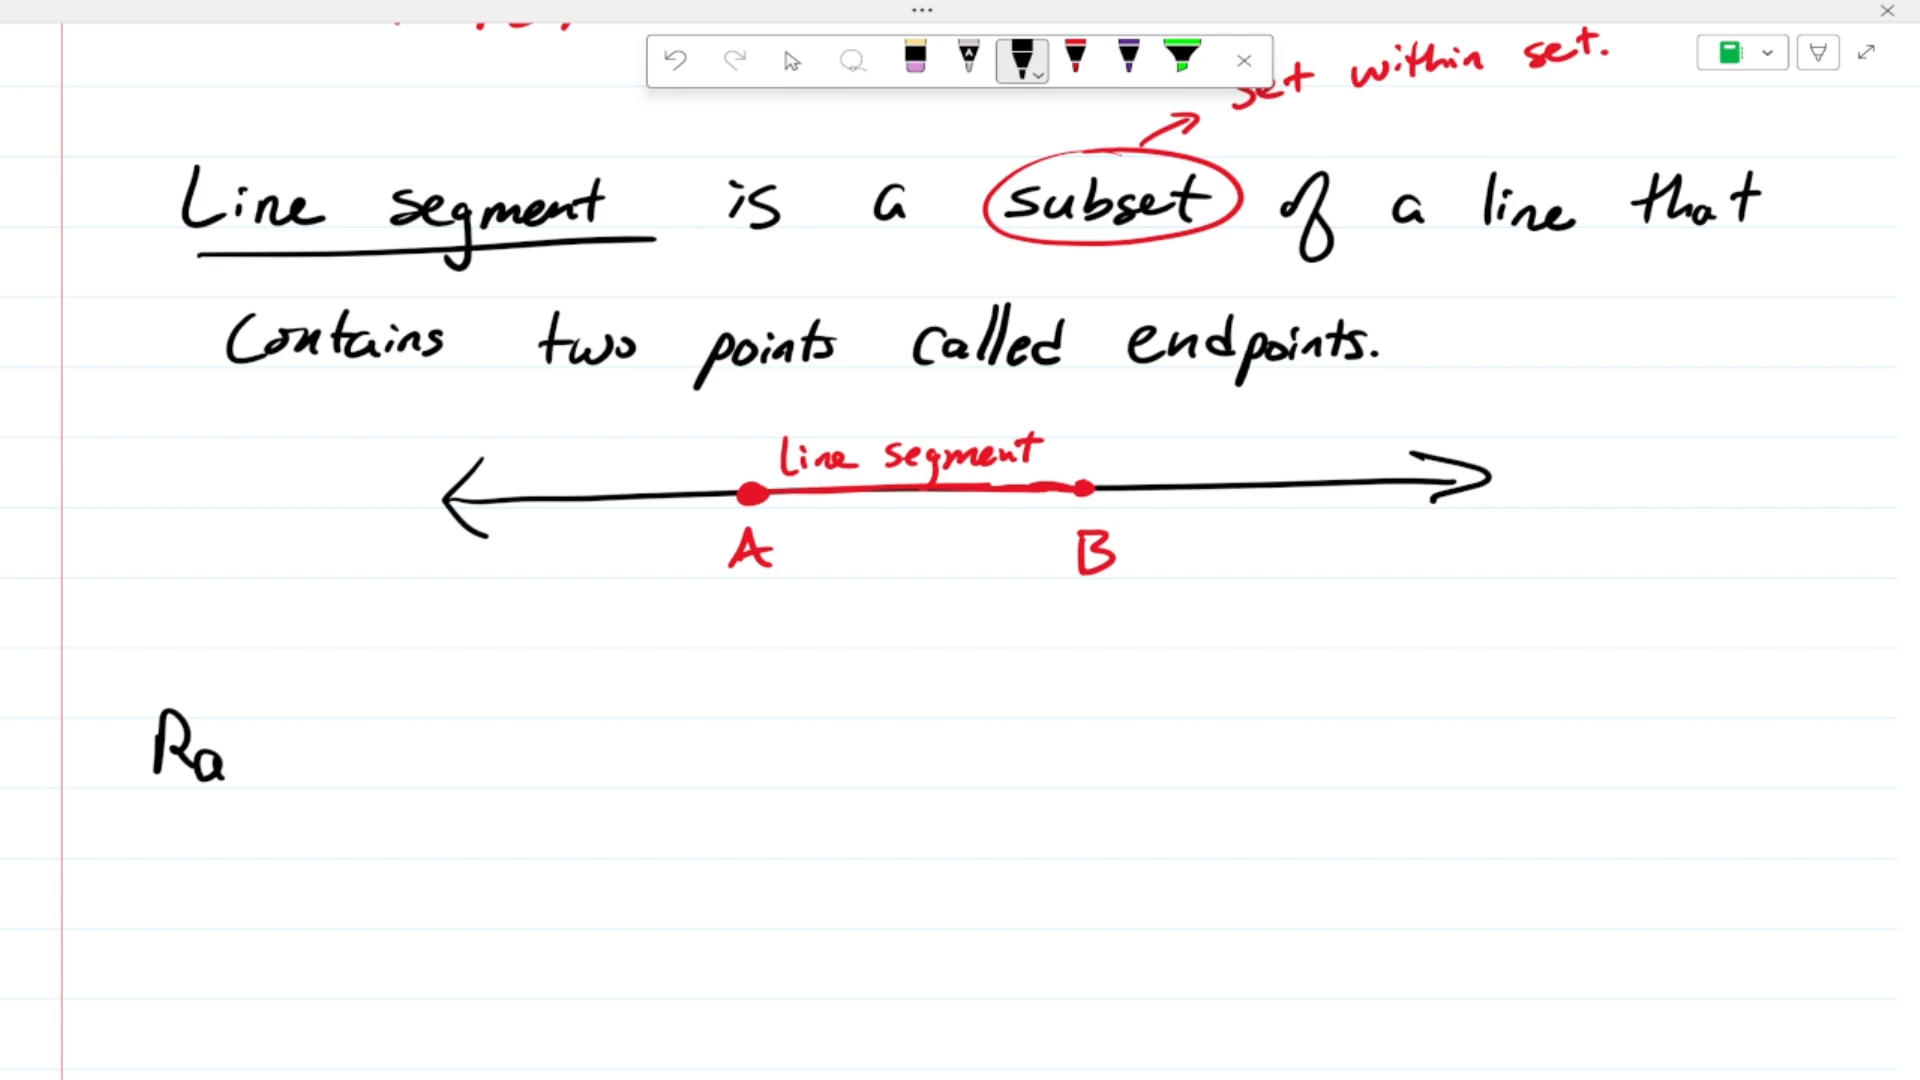 set within set.
Line segment is a subset of a line that
contains two points called endpoints.
Line segment
A B
Ra